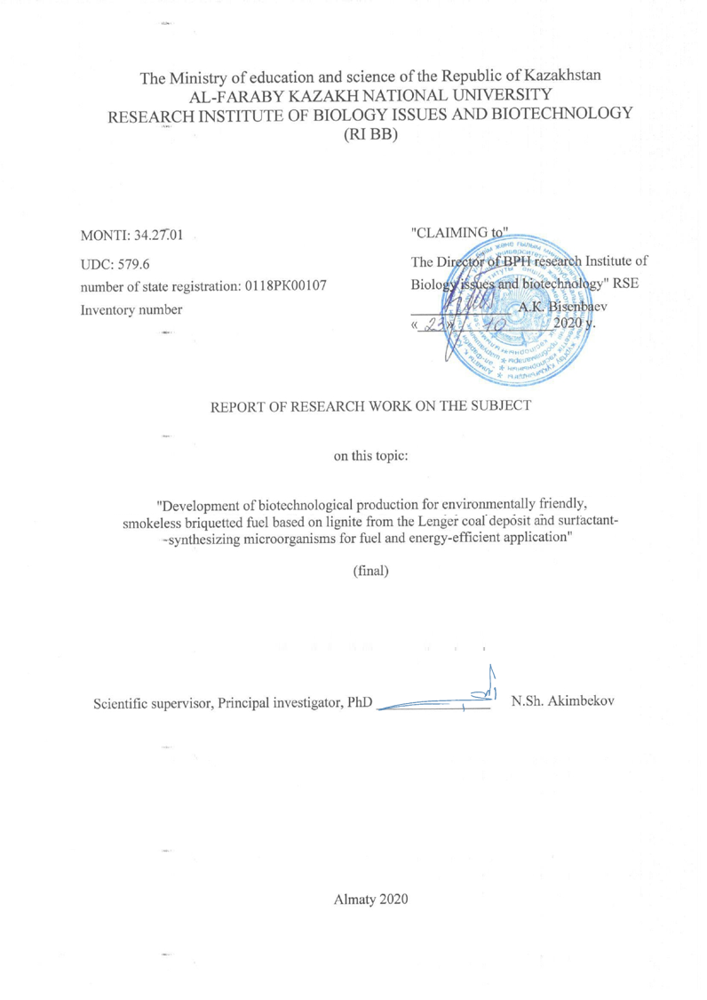 The Ministry of education and science of the Republic of Kazakhstan
AL-FARABY KAZAKH NATIONAL UNIVERSITY
RESEARCH INSTITUTE OF BIOLOGY ISSUES AND BIOTECHNOLOGY
(RI BB)
MONTI: 34.27.01
UDC: 579.6
number of state registration: 0118РК00107
Inventory number
"CLAIMING to"
The Director of BPH research Institute of
Biology issues and biotechnology" RSE
A.K. Bisenbaev
« 23 » 10 2020 y.
REPORT OF RESEARCH WORK ON THE SUBJECT
on this topic:
"Development of biotechnological production for environmentally friendly,
smokeless briquetted fuel based on lignite from the Lenger coal deposit and surfactant-
-synthesizing microorganisms for fuel and energy-efficient application"
(final)
Scientific supervisor, Principal investigator, PhD N.Sh. Akimbekov
Almaty 2020